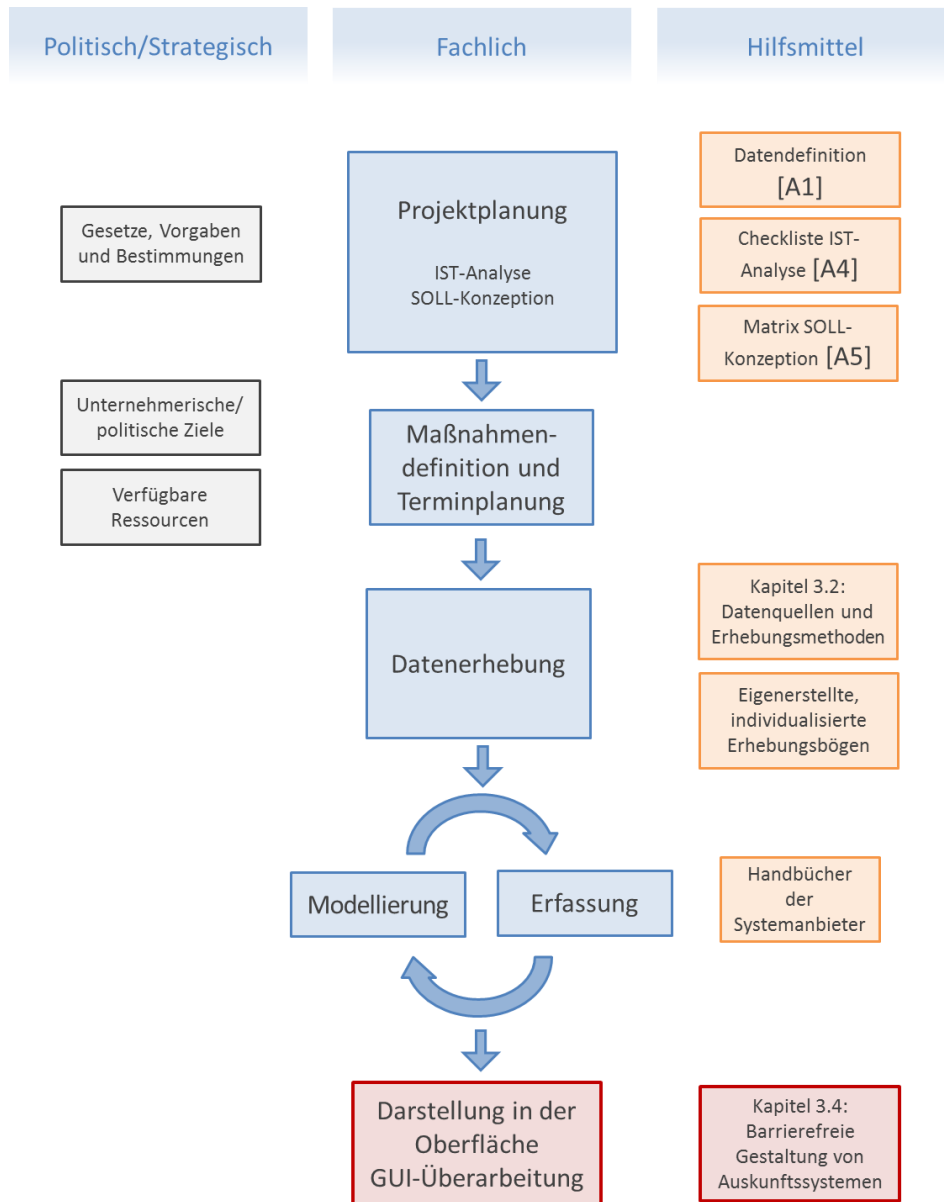 Politisch/Strategisch
Fachlich
Hilfsmittel
Gesetze, Vorgaben
und Bestimmungen
Projektplanung
IST-Analyse
SOLL-Konzeption
Datendefinition
[A1]
Checkliste IST-
Analyse [A4]
Matrix SOLL-
Konzeption [A5]
Unternehmerische/
politische Ziele
Verfügbare
Ressourcen
Maßnahmen-
definition und
Terminplanung
Datenerhebung
Kapitel 3.2:
Datenquellen und
Erhebungsmethoden
Eigenerstellte,
individualisierte
Erhebungsbögen
Modellierung
Erfassung
Handbücher
der
Systemanbieter
Darstellung in der
Oberfläche
GUI-Überarbeitung
Kapitel 3.4:
Barrierefreie
Gestaltung von
Auskunftssystemen